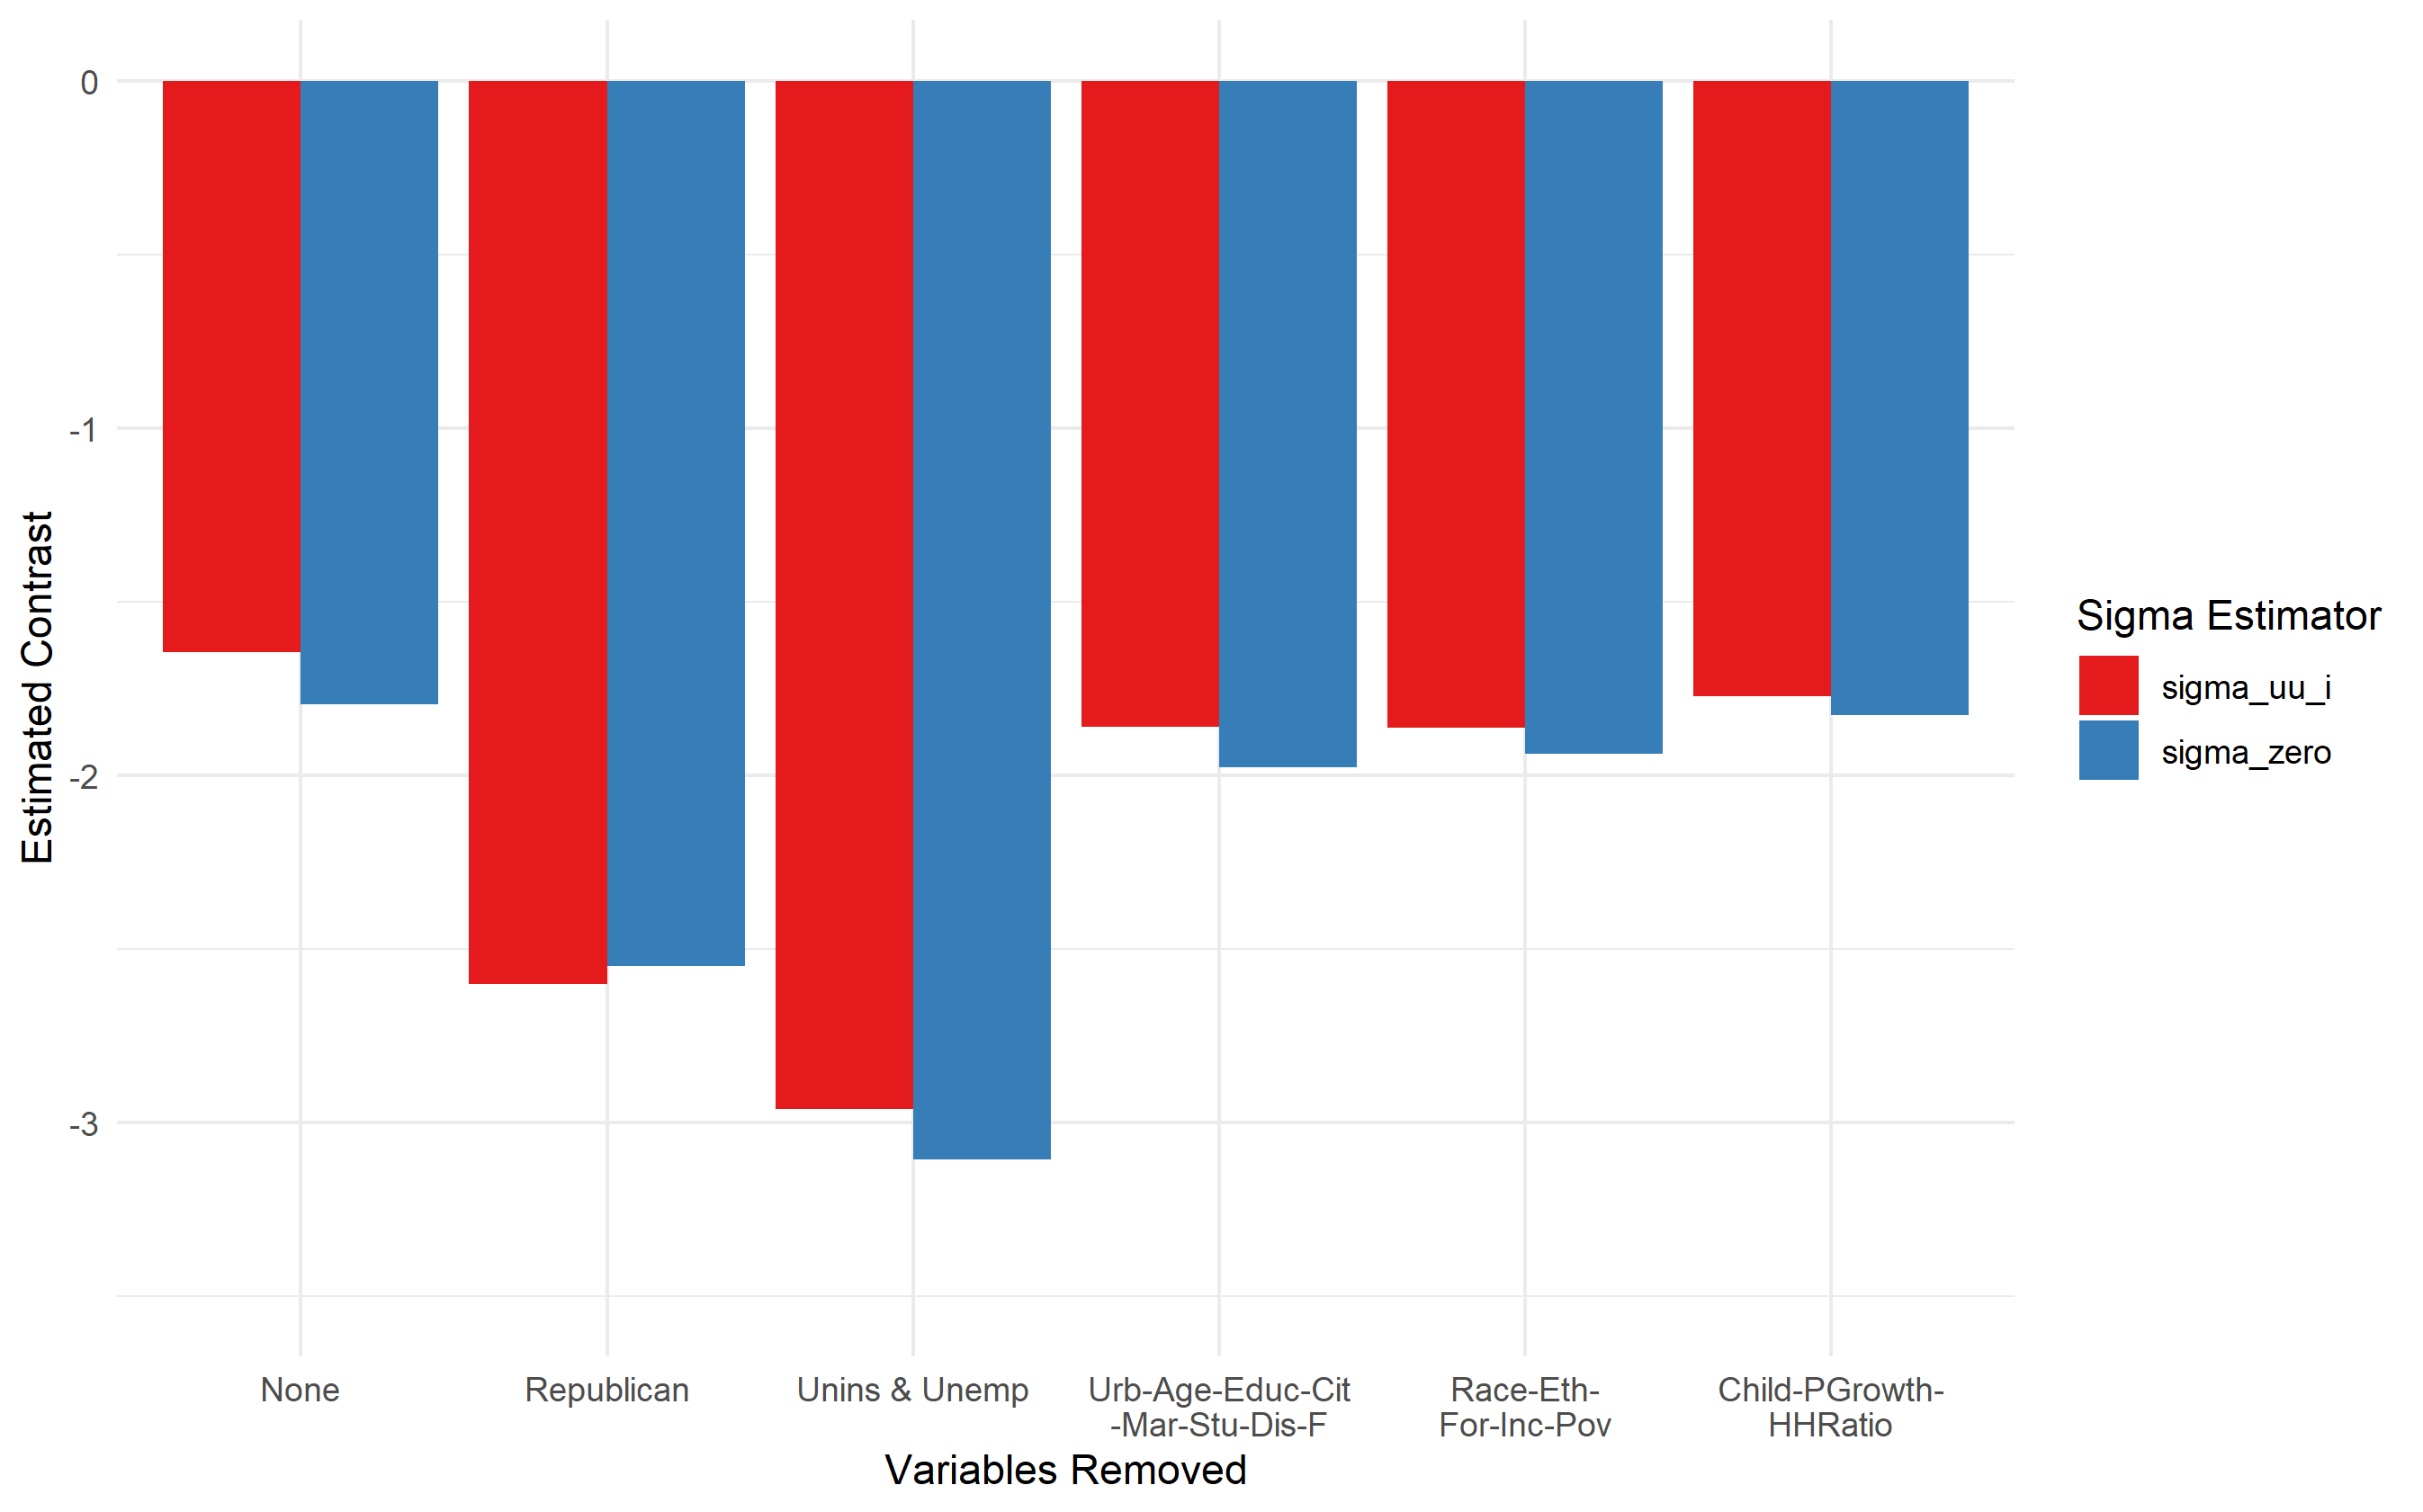 0
-1
-2
-3
Estimated Contrast
None
Republican
Unins & Unemp
Urb-Age-Educ-Cit
-Mar-Stu-Dis-F
Race-Eth-
For-Inc-Pov
Child-PGrowth-
HHRatio
Variables Removed
Sigma Estimator
sigma_uu_i
sigma_zero